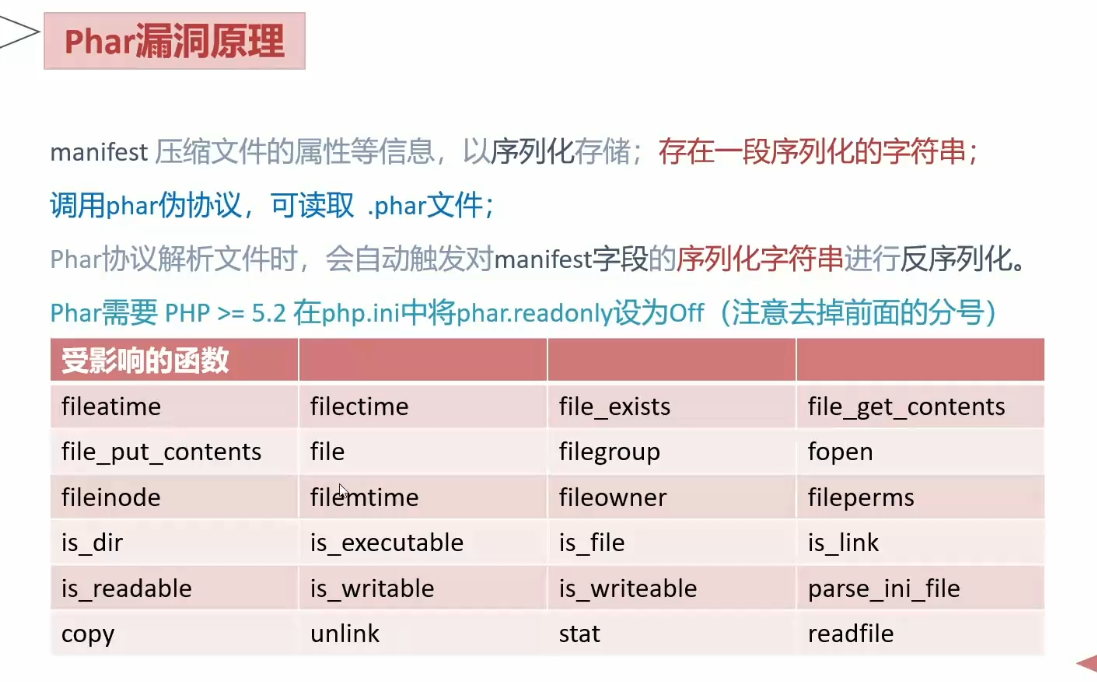 Phar漏洞原理
manifest 压缩文件的属性等信息，以序列化存储；存在一段序列化的字符串；
调用phar伪协议，可读取 .phar文件；
Phar协议解析文件时，会自动触发对manifest字段的序列化字符串进行反序列化。
Phar需要 PHP >= 5.2 在php.ini中将phar.readonly设为Off（注意去掉前面的分号）
受影响的函数
fileatime filectime file_exists file_get_contents
file_put_contents file filegroup fopen
fileinode filemtime fileowner fileperms
is_dir is_executable is_file is_link
is_readable is_writable is_writeable parse_ini_file
copy unlink stat readfile